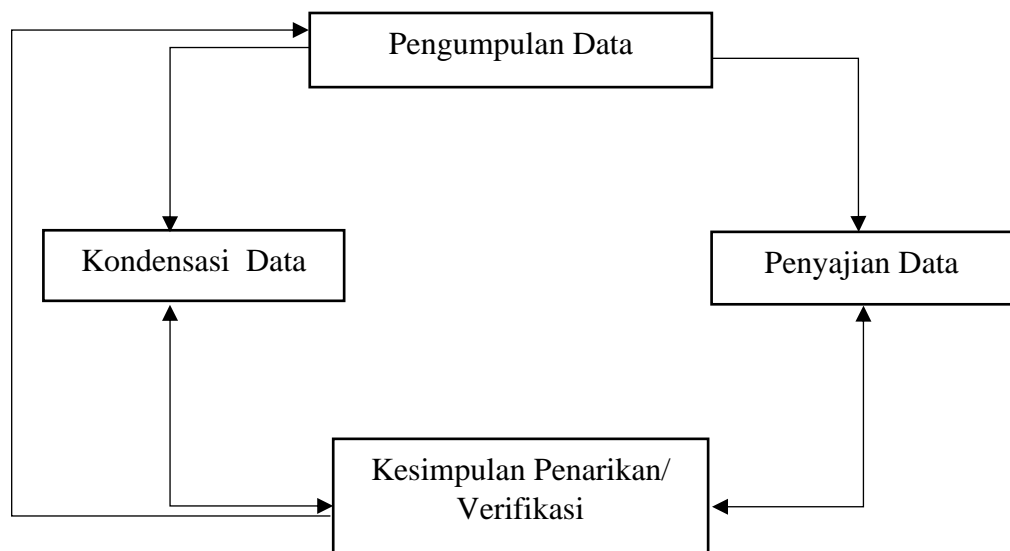 Pengumpulan Data
Kondensasi  Data
Penyajian Data
Kesimpulan Penarikan/
Verifikasi